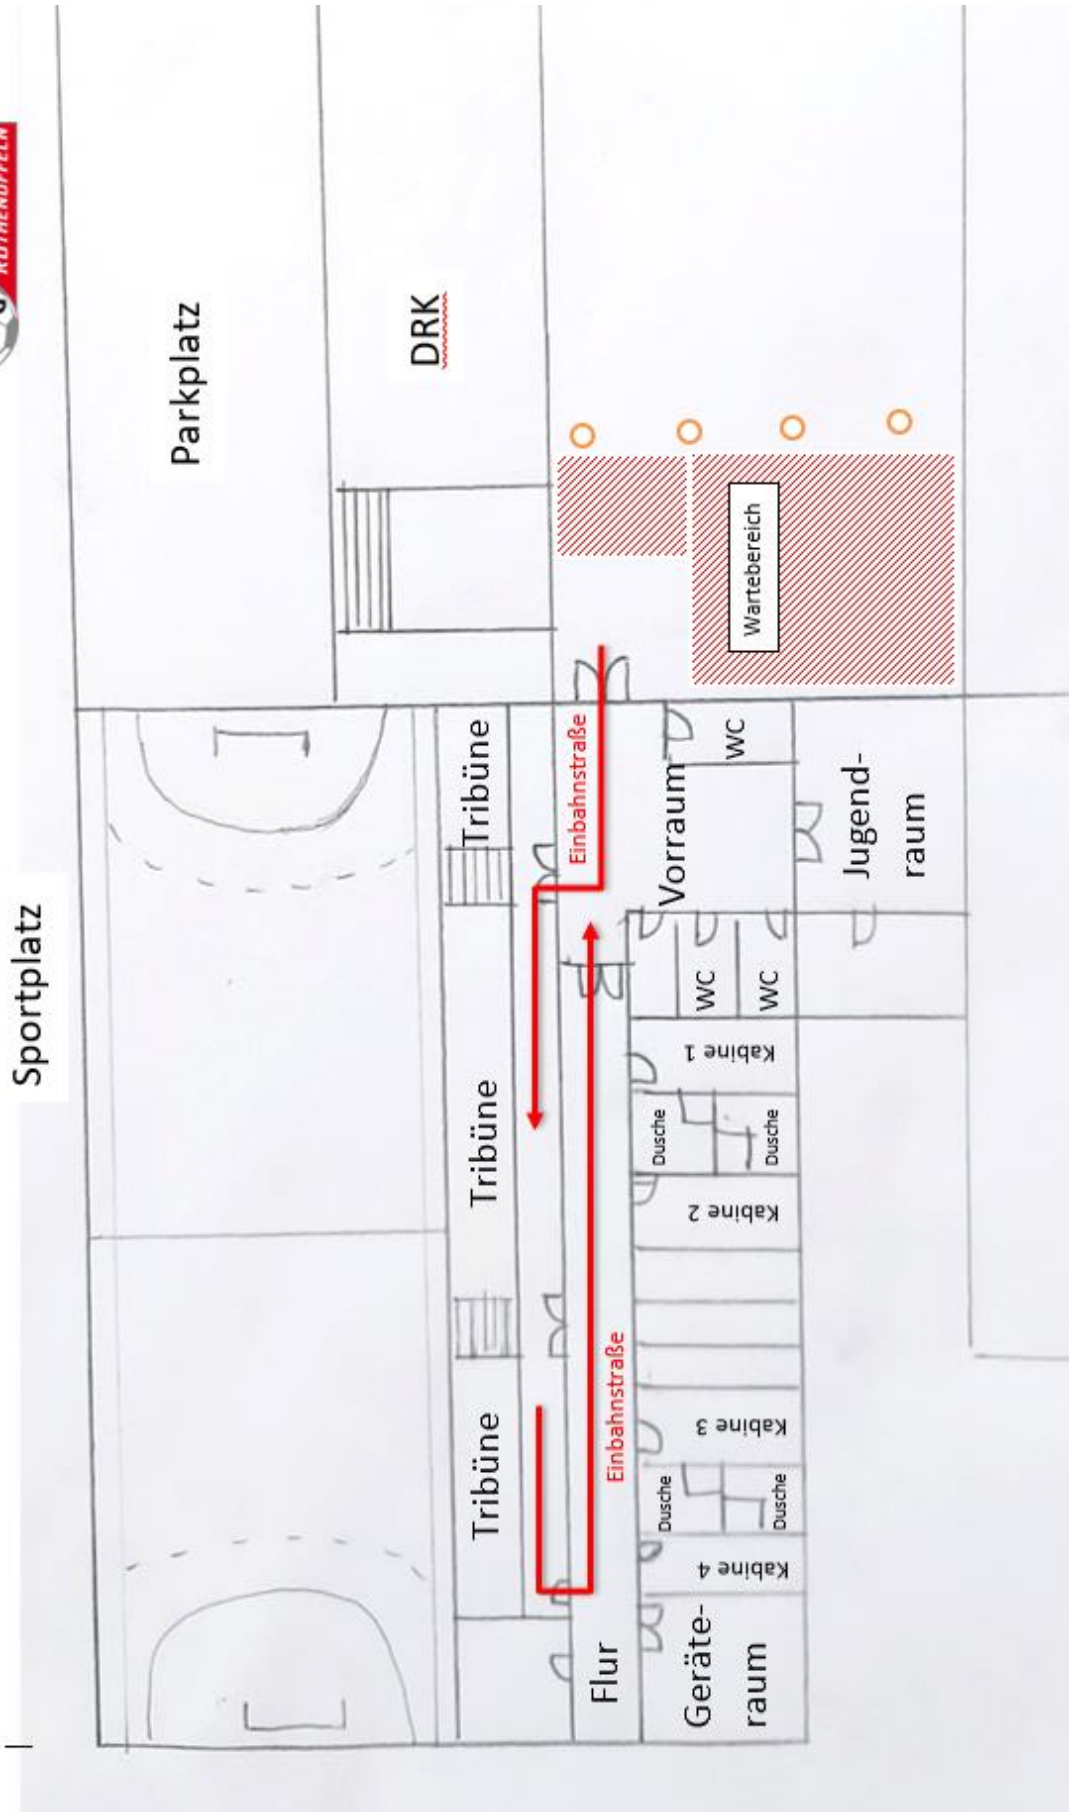 ROTHENUFFELN
Sportplatz
Parkplatz
DRK
Tribüne
Tribüne
Tribüne
Einbahnstraße
Einbahnstraße
Wartebereich
Vorraum
WC
Jugend-
raum
WC
WC
Kabine 1
Dusche
Dusche
Kabine 2
Kabine 3
Dusche
Dusche
Kabine 4
Flur
Geräte-
raum